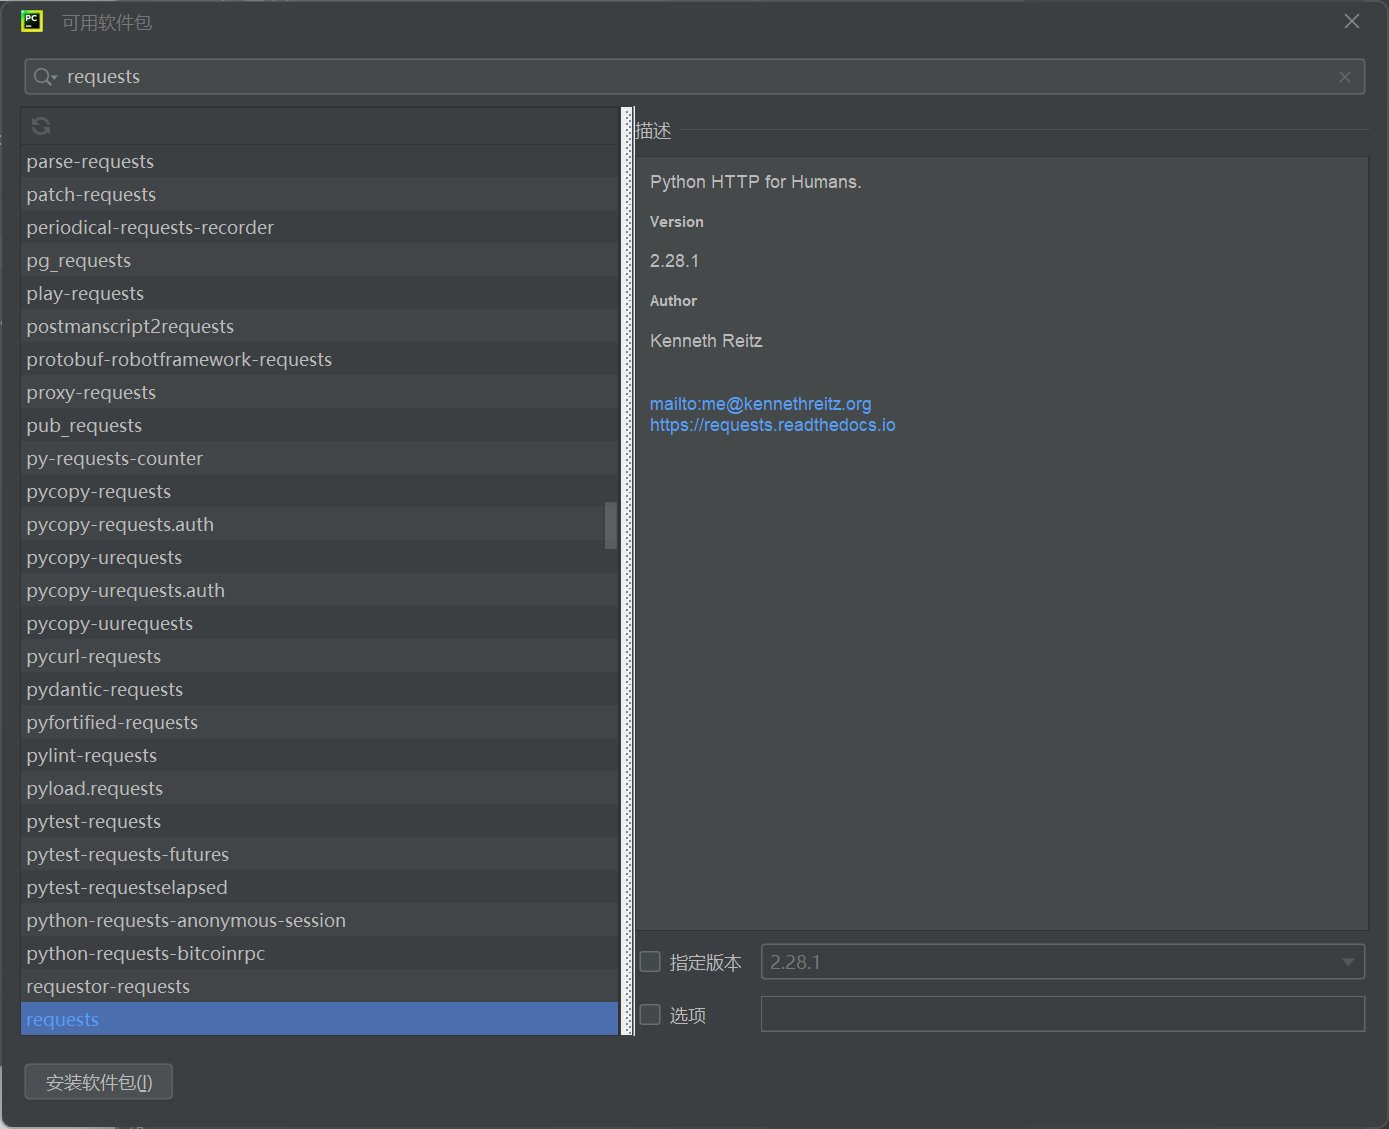 PC
可用软件包
requests
parse-requests
patch-requests
periodical-requests-recorder
pg_requests
play-requests
postmanscript2requests
protobuf-robotframework-requests
proxy-requests
pub_requests
py-requests-counter
pycopy-requests
pycopy-requests.auth
pycopy-urequests
pycopy-urequests.auth
pycopy-uurequests
pycurl-requests
pydantic-requests
pyfortified-requests
pylint-requests
pyload.requests
pytest-requests
pytest-requests-futures
pytest-requestselapsed
python-requests-anonymous-session
python-requests-bitcoinrpc
requestor-requests
requests
描述
Python HTTP for Humans.
Version
2.28.1
Author
Kenneth Reitz
mailto:me@kennethreitz.org
https://requests.readthedocs.io
指定版本 2.28.1
选项
安装软件包(I)